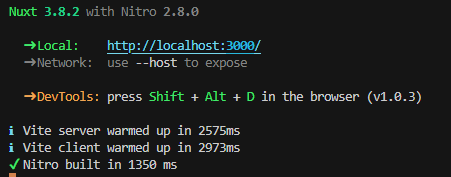 Nuxt 3.8.2 with Nitro 2.8.0
➜Local: http://localhost:3000/
➜Network: use --host to expose
➜DevTools: press Shift + Alt + D in the browser (v1.0.3)
ℹ Vite server warmed up in 2575ms
ℹ Vite client warmed up in 2973ms
✔ Nitro built in 1350 ms